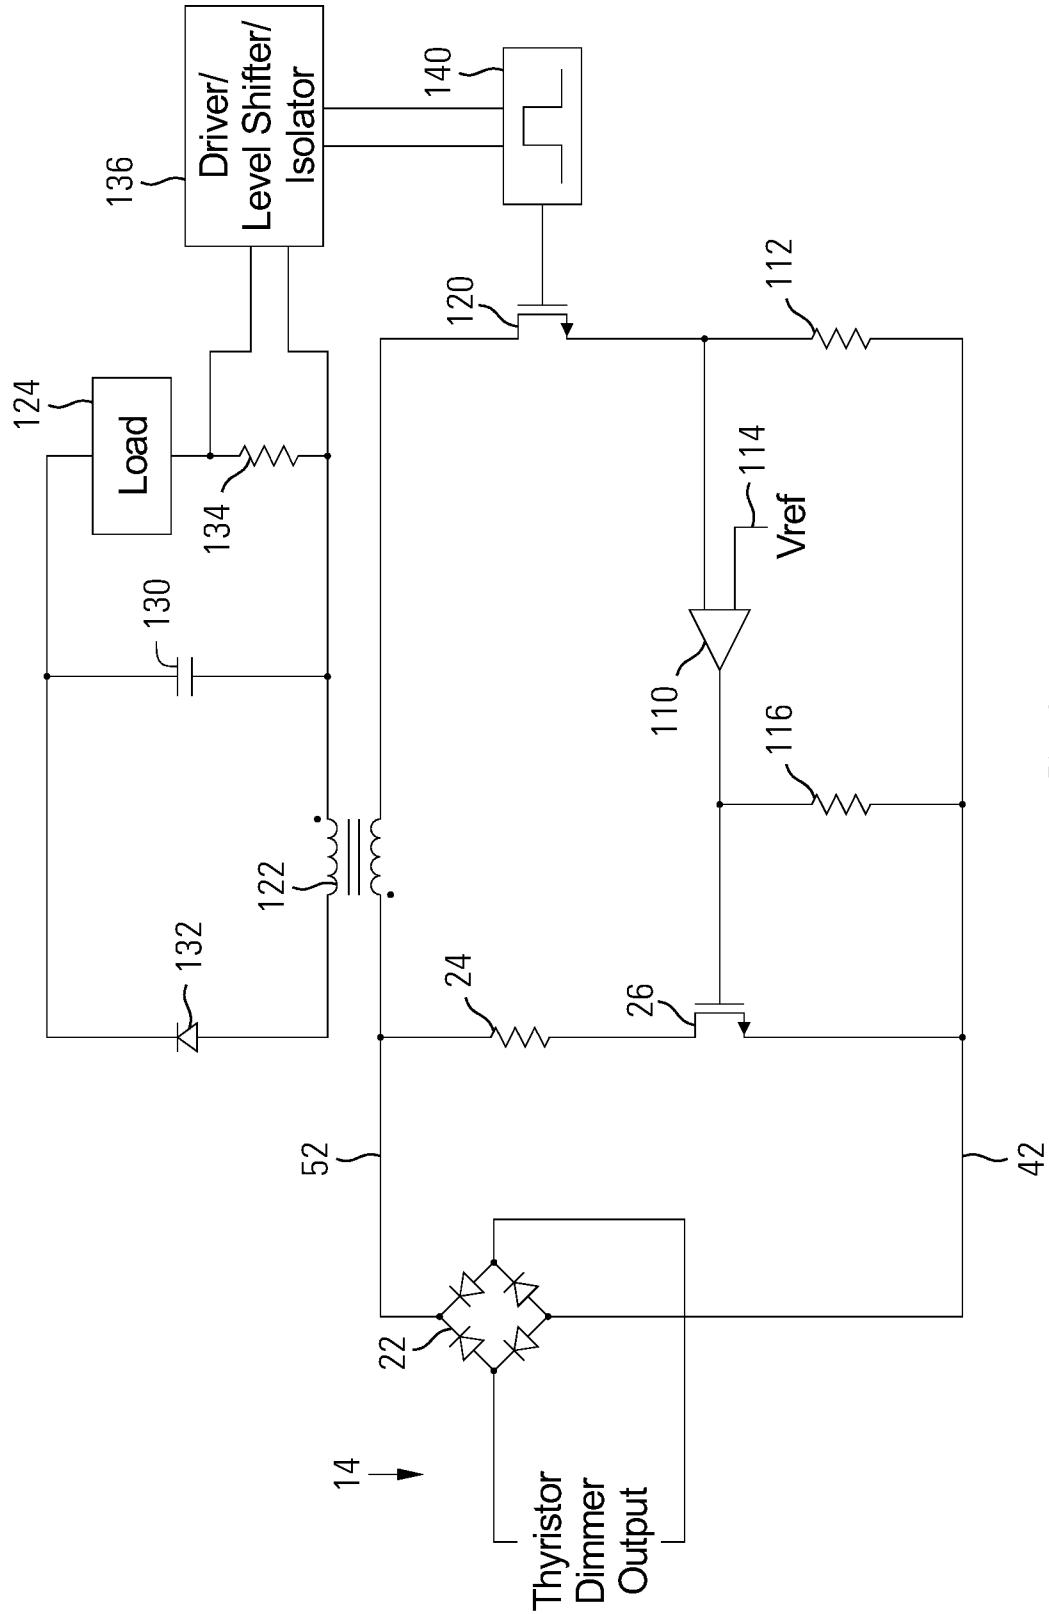 136
Driver/
Level Shifter/
Isolator
140
124
Load
134
130
120
112
114
Vref
110
116
122
132
24
26
52
42
22
14
Thyristor
Dimmer
Output